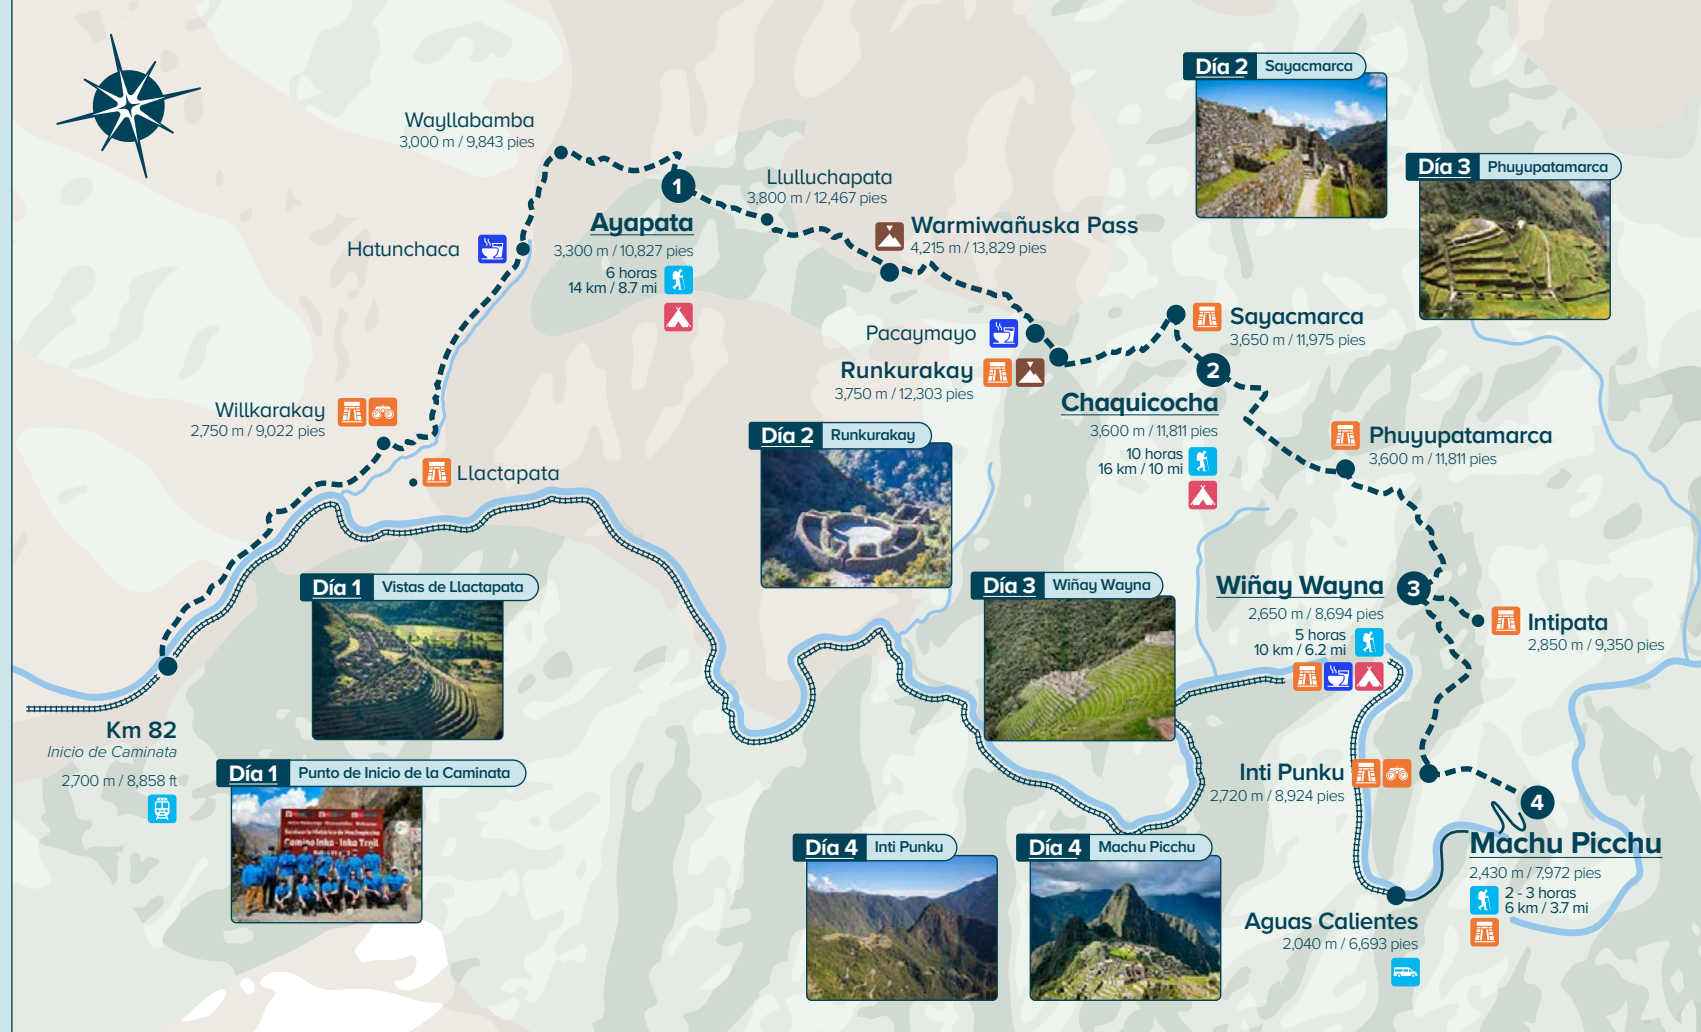 Wayllabamba
3,000 m / 9,843 pies
1
Ayapata
3,300 m / 10,827 pies
6 horas
14 km / 8.7 mi
Llulluchapata
3,800 m / 12,467 pies
Warmiwañuska Pass
4,215 m / 13,829 pies
Día 2 Sayacmarca
Día 3 Phuyupatamarca
Hatunchaca
Pacaymayo
Runkurakay
3,750 m / 12,303 pies
Sayacmarca
3,650 m / 11,975 pies
2
Chaquicocha
3,600 m / 11,811 pies
10 horas
16 km / 10 mi
Willkarakay
2,750 m / 9,022 pies
Llactapata
Día 2 Runkurakay
Phuyupatamarca
3,600 m / 11,811 pies
Día 1 Vistas de Llactapata
Día 3 Wiñay Wayna
Wiñay Wayna
3
2,650 m / 8,694 pies
5 horas
10 km / 6.2 mi
Intipata
2,850 m / 9,350 pies
Km 82
Inicio de Caminata
2,700 m / 8,858 ft
Día 1 Punto de Inicio de la Caminata
Camino Inka - Inka Trail
Inti Punku
2,720 m / 8,924 pies
4
Machu Picchu
2,430 m / 7,972 pies
2 - 3 horas
6 km / 3.7 mi
Día 4 Inti Punku
Día 4 Machu Picchu
Aguas Calientes
2,040 m / 6,693 pies